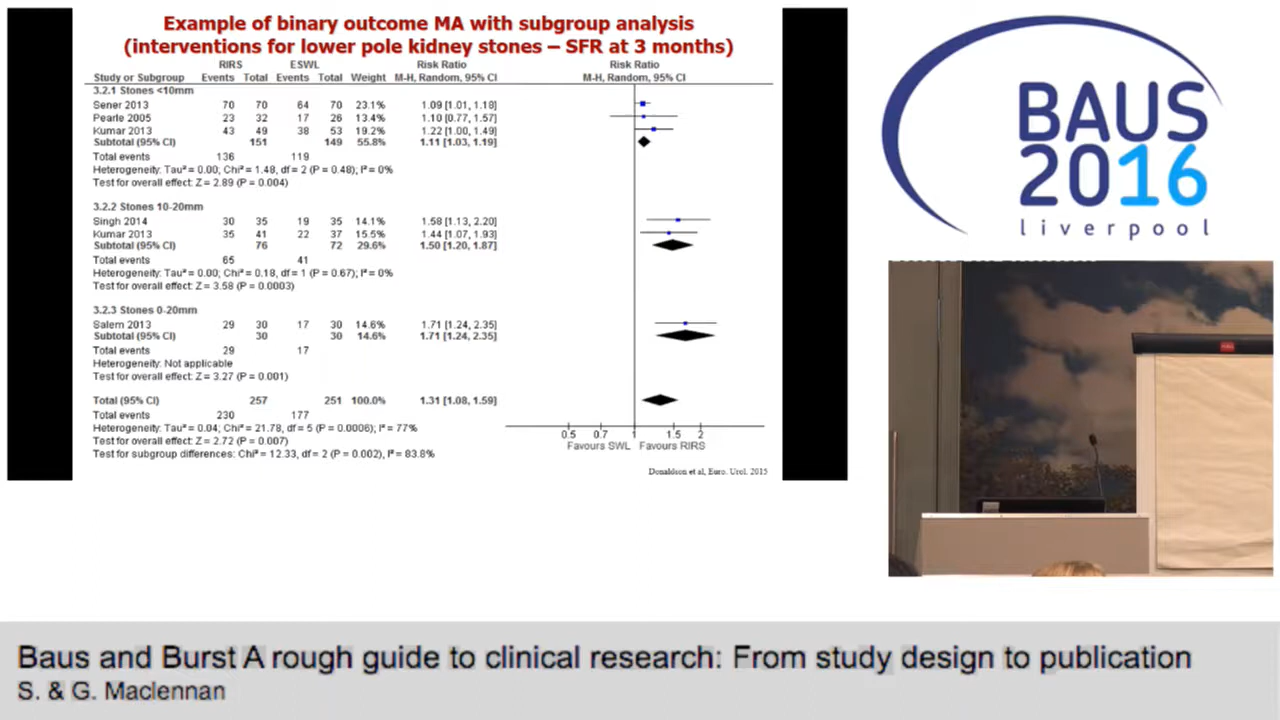 Example of binary outcome MA with subgroup analysis
(interventions for lower pole kidney stones – SFR at 3 months)
RIRS ESWL Risk Ratio Risk Ratio
Study or Subgroup Events Total Events Total Weight M-H, Random, 95% CI M-H, Random, 95% CI
3.2.1 Stones <10mm
Sener 2013 70 70 64 70 23.1% 1.09 [1.01, 1.18]
Pearle 2005 23 32 17 26 13.4% 1.10 [0.77, 1.57]
Kumar 2013 43 49 38 53 19.2% 1.22 [1.00, 1.49]
Subtotal (95% CI) 151 149 55.8% 1.11 [1.03, 1.19]
Total events 136 119
Heterogeneity: Tau² = 0.00; Chi² = 1.48, df = 2 (P = 0.48); I² = 0%
Test for overall effect: Z = 2.89 (P = 0.004)
3.2.2 Stones 10-20mm
Singh 2014 30 35 19 35 14.1% 1.58 [1.13, 2.20]
Kumar 2013 35 41 22 37 15.5% 1.44 [1.07, 1.93]
Subtotal (95% CI) 76 72 29.6% 1.50 [1.20, 1.87]
Total events 65 41
Heterogeneity: Tau² = 0.00; Chi² = 0.18, df = 1 (P = 0.67); I² = 0%
Test for overall effect: Z = 3.58 (P = 0.0003)
3.2.3 Stones 0-20mm
Salem 2013 29 30 17 30 14.6% 1.71 [1.24, 2.35]
Subtotal (95% CI) 30 30 14.6% 1.71 [1.24, 2.35]
Total events 29 17
Heterogeneity: Not applicable
Test for overall effect: Z = 3.27 (P = 0.001)
Total (95% CI) 257 251 100.0% 1.31 [1.08, 1.59]
Total events 230 177
Heterogeneity: Tau² = 0.04; Chi² = 21.78, df = 5 (P = 0.0006); I² = 77%
Test for overall effect: Z = 2.72 (P = 0.007)
Test for subgroup differences: Chi² = 12.33, df = 2 (P = 0.002), I² = 83.8%
0.5 0.7 1 1.5 2
Favours SWL Favours RIRS
Donaldson et al, Euro. Urol. 2015
BAUS
2016
liverpool
Baus and Burst A rough guide to clinical research: From study design to publication
S. & G. Maclennan